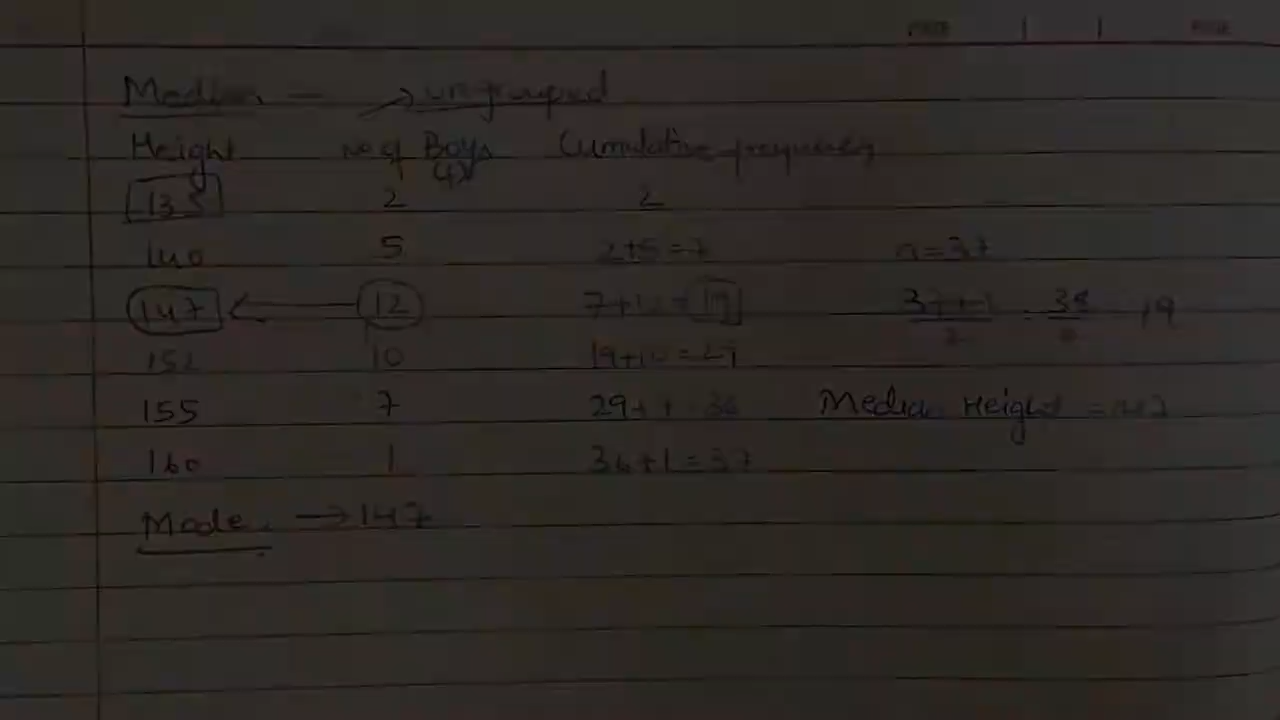 Median - → ungrouped
Height No of Boys (f) Cumulative frequency
135 2 2
140 5 2+5=7 n=37
147 ← 12 7+12=19 37+1/2 = 38/2 = 19
152 10 19+10=29
155 7 29+7=36 Median Height = 147
160 1 36+1=37
Mode. → 147